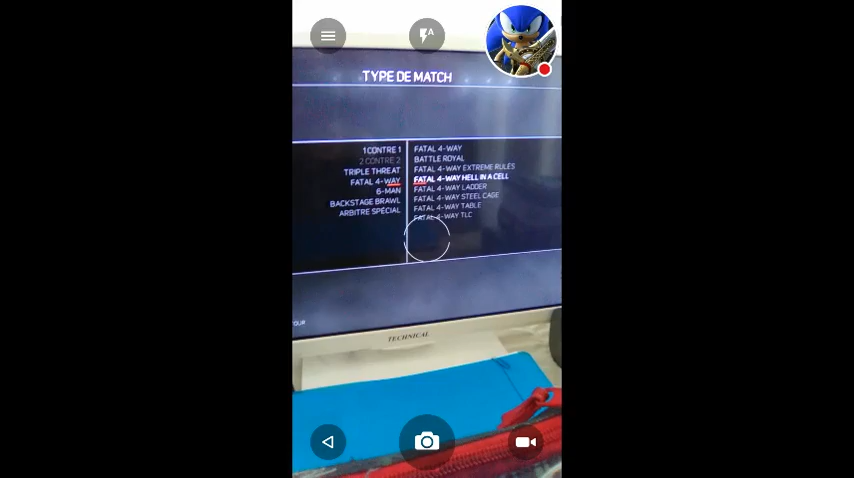 A
TYPE DE MATCH
1 CONTRE 1
2 CONTRE 2
TRIPLE THREAT
FATAL 4-WAY
6-MAN
BACKSTAGE BRAWL
ARBITRE SPÉCIAL
FATAL 4-WAY
BATTLE ROYAL
FATAL 4-WAY EXTREME RULES
FATAL 4-WAY HELL IN A CELL
FATAL 4-WAY LADDER
FATAL 4-WAY STEEL CAGE
FATAL 4-WAY TABLE
FATAL 4-WAY TLC
TECHNICAL